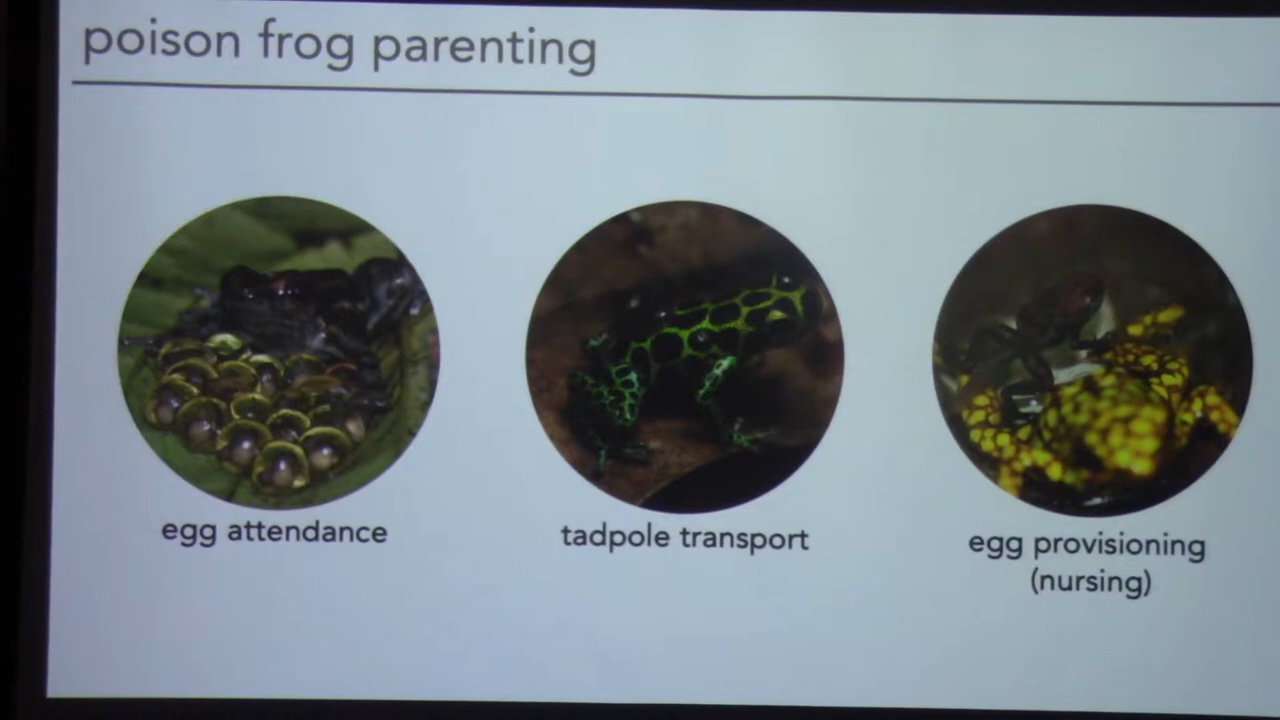 poison frog parenting
egg attendance
tadpole transport
egg provisioning
(nursing)